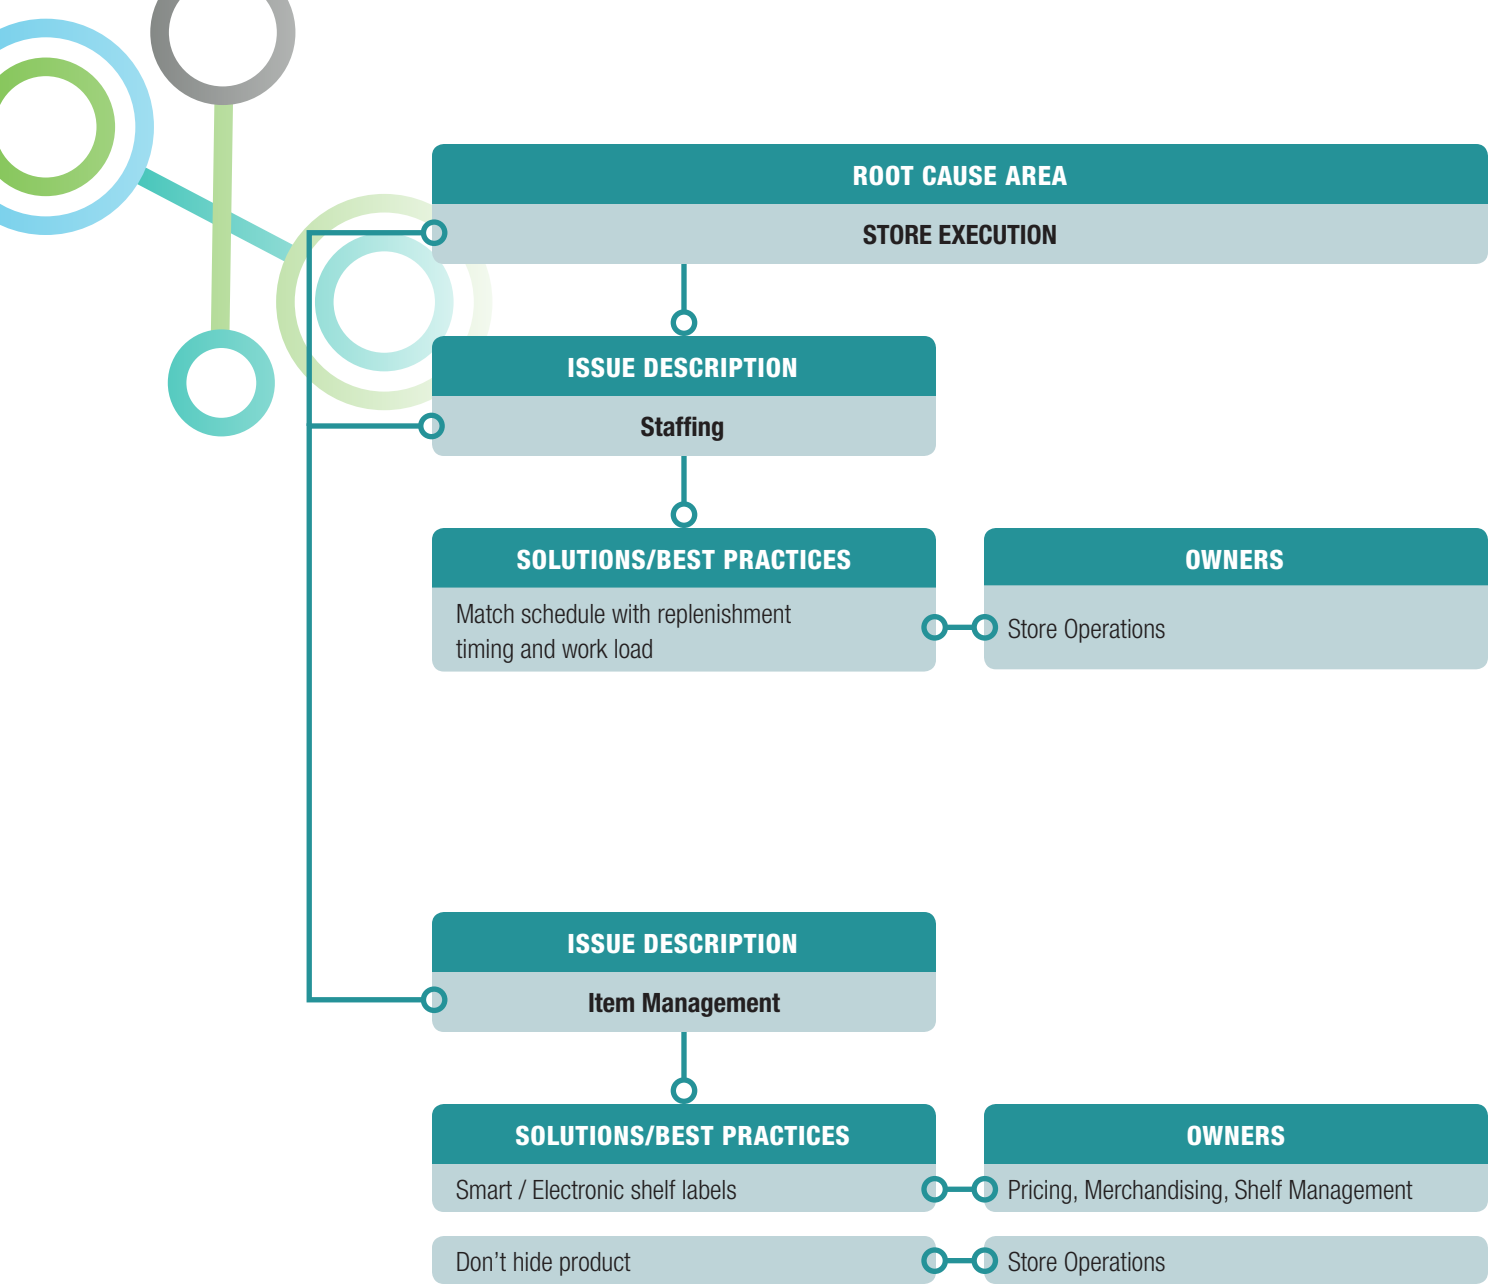 ROOT CAUSE AREA
STORE EXECUTION
ISSUE DESCRIPTION
Staffing
SOLUTIONS/BEST PRACTICES
Match schedule with replenishment
timing and work load
OWNERS
Store Operations
ISSUE DESCRIPTION
Item Management
SOLUTIONS/BEST PRACTICES
OWNERS
Smart / Electronic shelf labels
Pricing, Merchandising, Shelf Management
Don't hide product
Store Operations